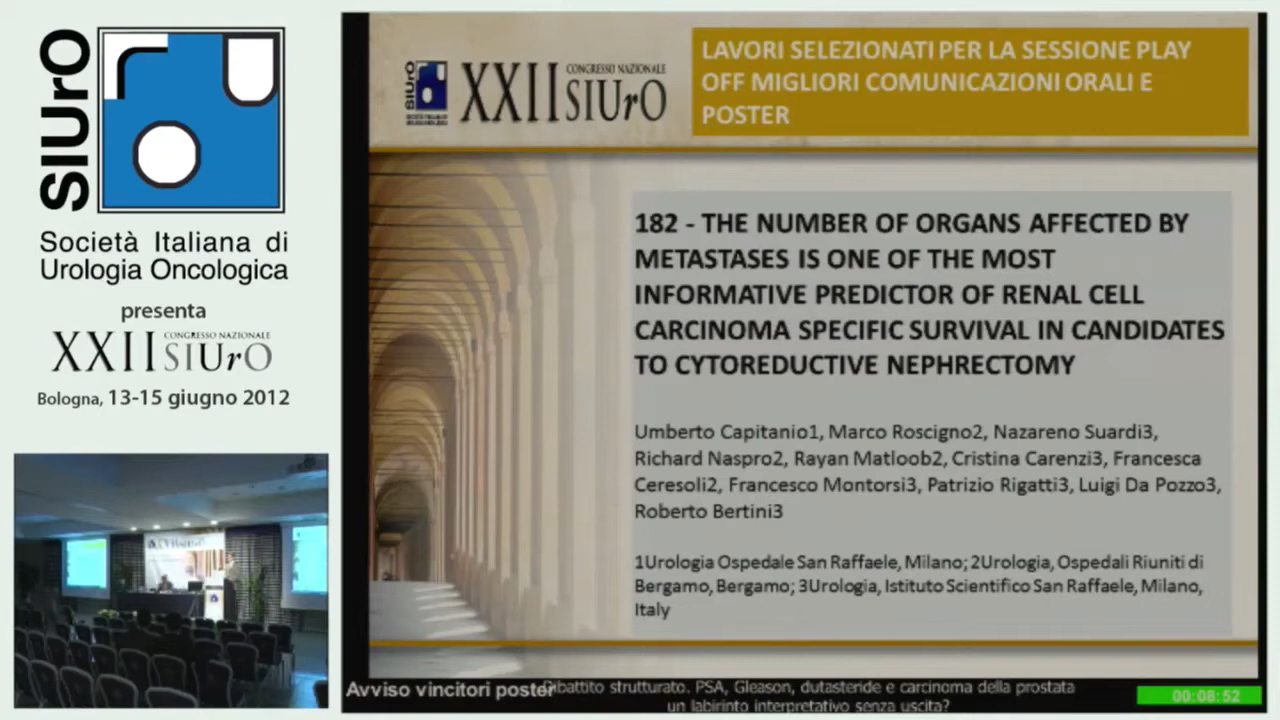 SIUrO
Società Italiana di
Urologia Oncologica
presenta
XXII CONGRESSO NAZIONALE
SIUrO
Bologna, 13-15 giugno 2012
SIUrO
XXII CONGRESSO NAZIONALE
SIUrO
LAVORI SELEZIONATI PER LA SESSIONE PLAY
OFF MIGLIORI COMUNICAZIONI ORALI E
POSTER
182 - THE NUMBER OF ORGANS AFFECTED BY
METASTASES IS ONE OF THE MOST
INFORMATIVE PREDICTOR OF RENAL CELL
CARCINOMA SPECIFIC SURVIVAL IN CANDIDATES
TO CYTOREDUCTIVE NEPHRECTOMY
Umberto Capitanio1, Marco Roscigno2, Nazareno Suardi3,
Richard Naspro2, Rayan Matloob2, Cristina Carenzi3, Francesca
Ceresoli2, Francesco Montorsi3, Patrizio Rigatti3, Luigi Da Pozzo3,
Roberto Bertini3
1Urologia Ospedale San Raffaele, Milano; 2Urologia, Ospedali Riuniti di
Bergamo, Bergamo; 3Urologia, Istituto Scientifico San Raffaele, Milano,
Italy
Avviso vincitori poster
Dibattito strutturato. PSA, Gleason, dutasteride e carcinoma della prostata
un labirinto interpretativo senza uscita?
00:08:52